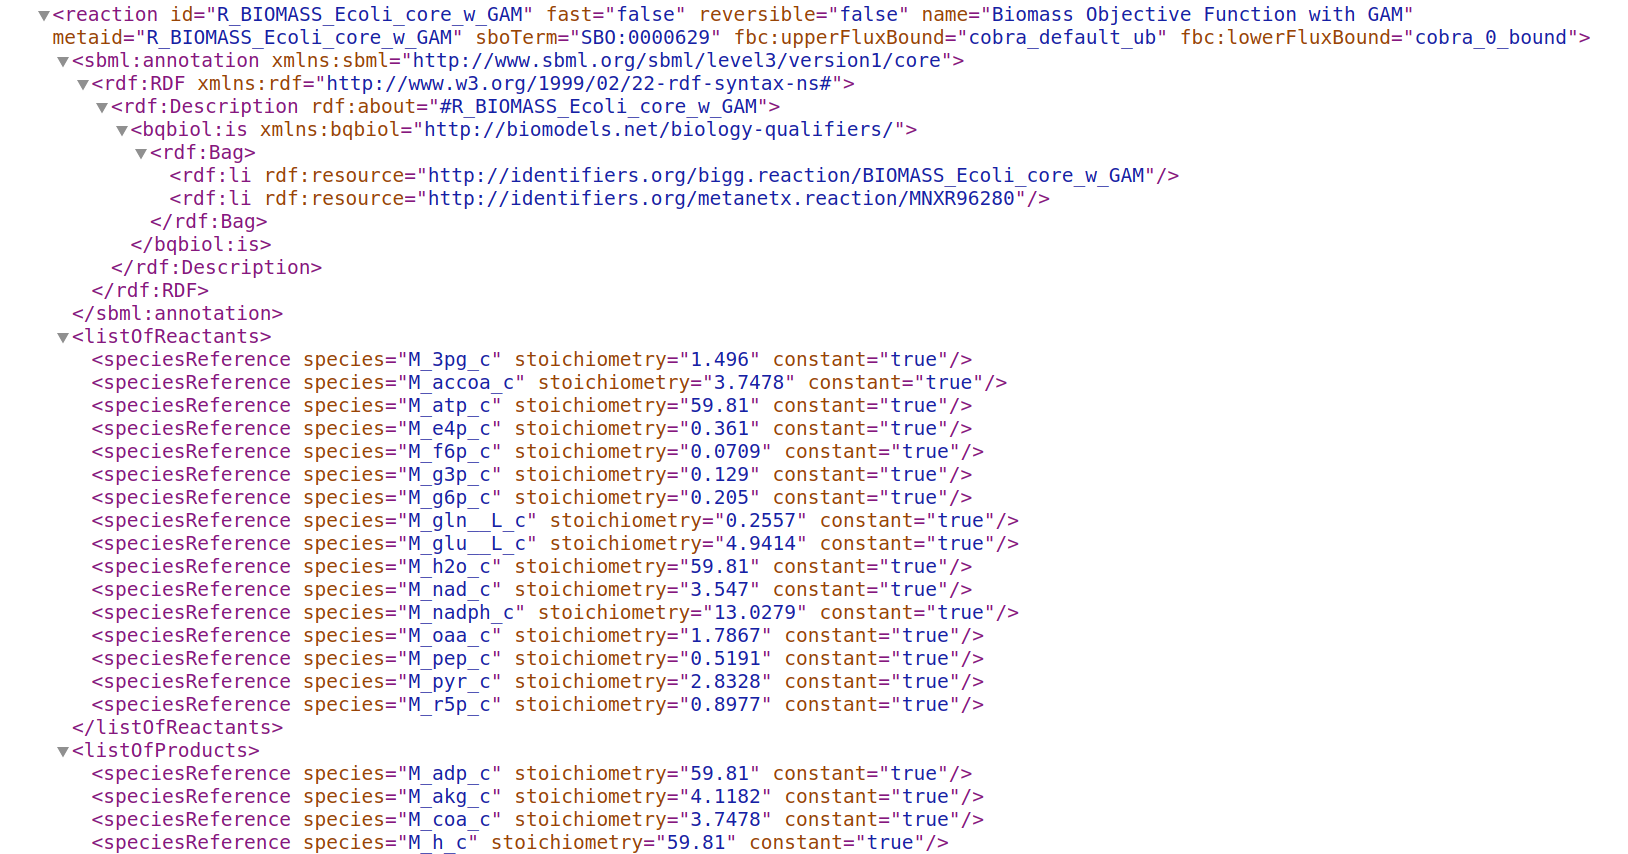 <reaction id="R_BIOMASS_Ecoli_core_w_GAM" fast="false" reversible="false" name="Biomass Objective Function with GAM"
metaid="R_BIOMASS_Ecoli_core_w_GAM" sboTerm="SBO:0000629" fbc:upperFluxBound="cobra_default_ub" fbc:lowerFluxBound="cobra_0_bound">
<sbml:annotation xmlns:sbml="http://www.sbml.org/sbml/level3/version1/core">
<rdf:RDF xmlns:rdf="http://www.w3.org/1999/02/22-rdf-syntax-ns#">
<rdf:Description rdf:about="#R_BIOMASS_Ecoli_core_w_GAM">
<bqbiol:is xmlns:bqbiol="http://biomodels.net/biology-qualifiers/">
<rdf:Bag>
<rdf:li rdf:resource="http://identifiers.org/bigg.reaction/BIOMASS_Ecoli_core_w_GAM"/>
<rdf:li rdf:resource="http://identifiers.org/metanetx.reaction/MNXR96280"/>
</rdf:Bag>
</bqbiol:is>
</rdf:Description>
</rdf:RDF>
</sbml:annotation>
<listOfReactants>
<speciesReference species="M_3pg_c" stoichiometry="1.496" constant="true"/>
<speciesReference species="M_accoa_c" stoichiometry="3.7478" constant="true"/>
<speciesReference species="M_atp_c" stoichiometry="59.81" constant="true"/>
<speciesReference species="M_e4p_c" stoichiometry="0.361" constant="true"/>
<speciesReference species="M_f6p_c" stoichiometry="0.0709" constant="true"/>
<speciesReference species="M_g3p_c" stoichiometry="0.129" constant="true"/>
<speciesReference species="M_g6p_c" stoichiometry="0.205" constant="true"/>
<speciesReference species="M_gln__L_c" stoichiometry="0.2557" constant="true"/>
<speciesReference species="M_glu__L_c" stoichiometry="4.9414" constant="true"/>
<speciesReference species="M_h2o_c" stoichiometry="59.81" constant="true"/>
<speciesReference species="M_nad_c" stoichiometry="3.547" constant="true"/>
<speciesReference species="M_nadph_c" stoichiometry="13.0279" constant="true"/>
<speciesReference species="M_oaa_c" stoichiometry="1.7867" constant="true"/>
<speciesReference species="M_pep_c" stoichiometry="0.5191" constant="true"/>
<speciesReference species="M_pyr_c" stoichiometry="2.8328" constant="true"/>
<speciesReference species="M_r5p_c" stoichiometry="0.8977" constant="true"/>
</listOfReactants>
<listOfProducts>
<speciesReference species="M_adp_c" stoichiometry="59.81" constant="true"/>
<speciesReference species="M_akg_c" stoichiometry="4.1182" constant="true"/>
<speciesReference species="M_coa_c" stoichiometry="3.7478" constant="true"/>
<speciesReference species="M_h_c" stoichiometry="59.81" constant="true"/>